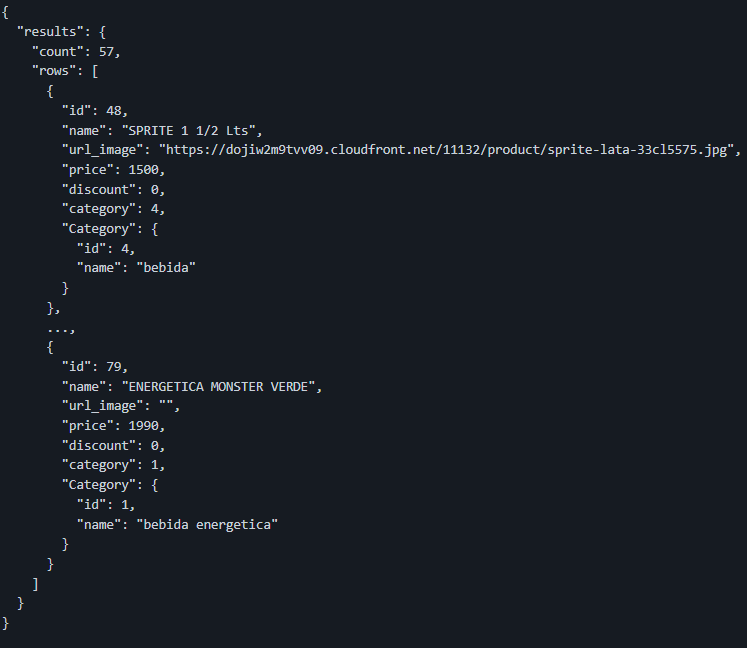 {
  "results": {
    "count": 57,
    "rows": [
      {
        "id": 48,
        "name": "SPRITE 1 1/2 Lts",
        "url_image": "https://dojiw2m9tvv09.cloudfront.net/11132/product/sprite-lata-33cl5575.jpg",
        "price": 1500,
        "discount": 0,
        "category": 4,
        "Category": {
          "id": 4,
          "name": "bebida"
        }
      },
      ...,
      {
        "id": 79,
        "name": "ENERGETICA MONSTER VERDE",
        "url_image": "",
        "price": 1990,
        "discount": 0,
        "category": 1,
        "Category": {
          "id": 1,
          "name": "bebida energetica"
        }
      }
    ]
  }
}